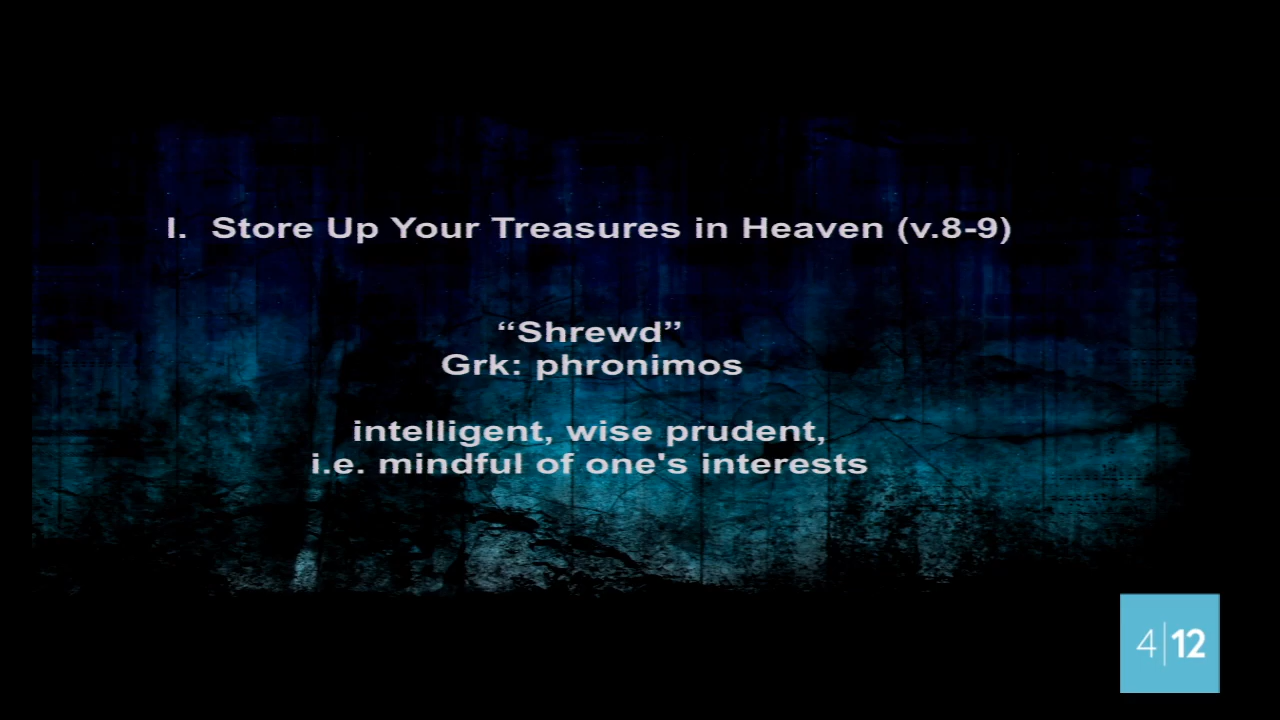 I. Store Up Your Treasures in Heaven (v.8-9)
“Shrewd”
Grk: phronimos
intelligent, wise prudent,
i.e. mindful of one's interests
4|12